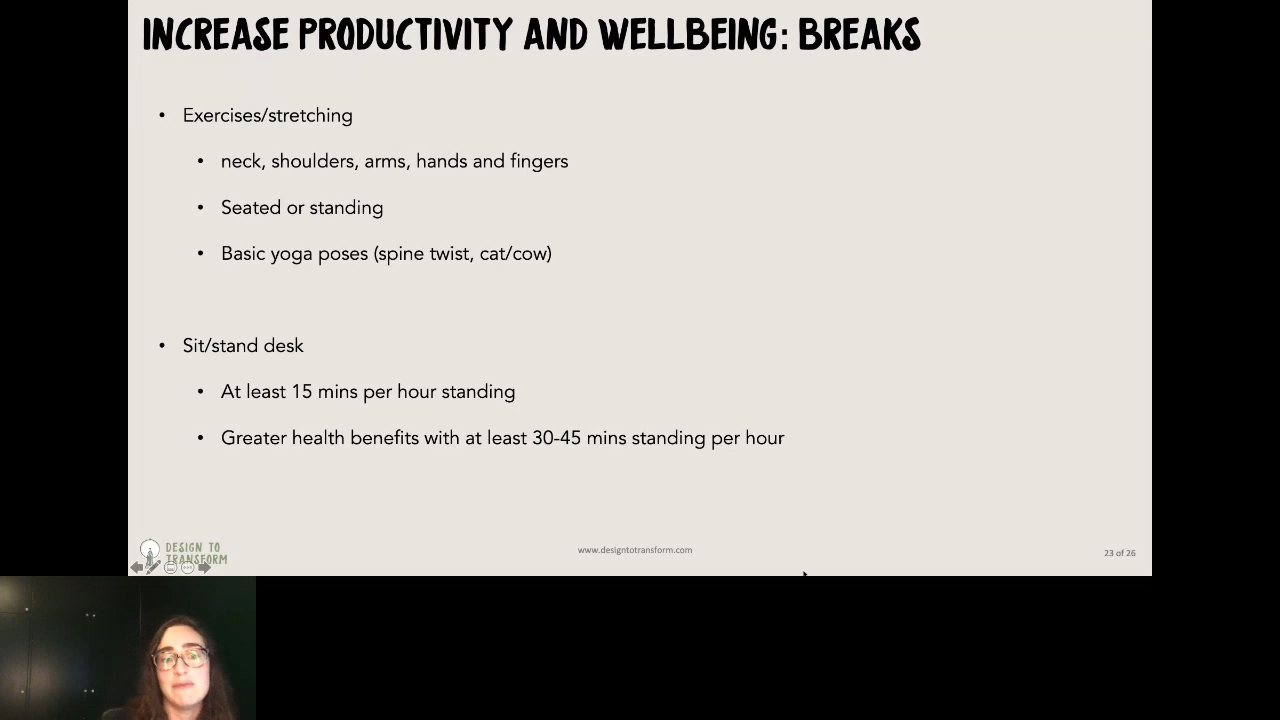 INCREASE PRODUCTIVITY AND WELLBEING: BREAKS
• Exercises/stretching
• neck, shoulders, arms, hands and fingers
• Seated or standing
• Basic yoga poses (spine twist, cat/cow)
• Sit/stand desk
• At least 15 mins per hour standing
• Greater health benefits with at least 30-45 mins standing per hour
DESIGN TO
TRANSFORM
www.designtotransform.com
23 of 26